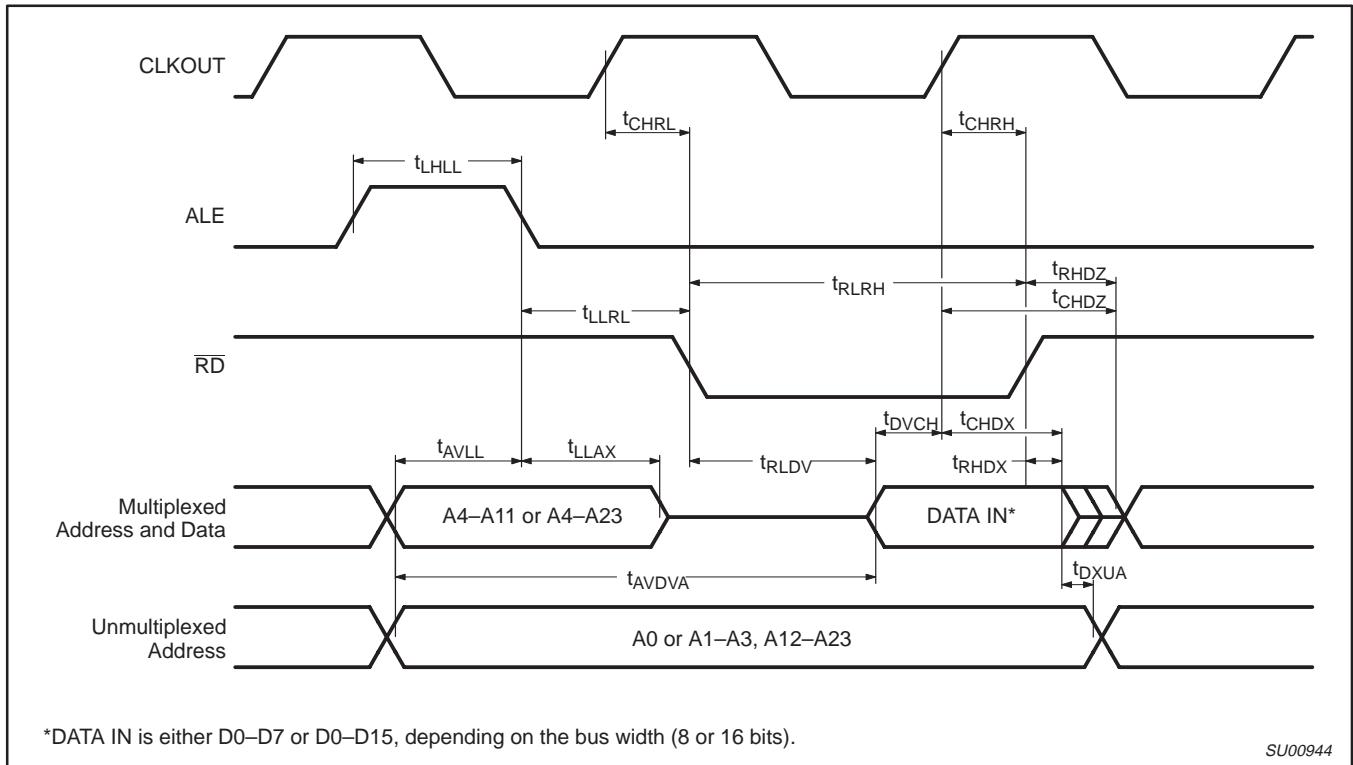 CLKOUT
tCHRL
tCHRH
tLHLL
ALE
tRHDZ
tRLRH
tCHDZ
tLLRL
RD
tDVCH
tCHDX
tAVLL
tLLAX
tRLDV
tRHDX
Multiplexed
Address and Data
A4–A11 or A4–A23
DATA IN*
tAVDVA
tDXUA
Unmultiplexed
Address
A0 or A1–A3, A12–A23
*DATA IN is either D0–D7 or D0–D15, depending on the bus width (8 or 16 bits).
SU00944